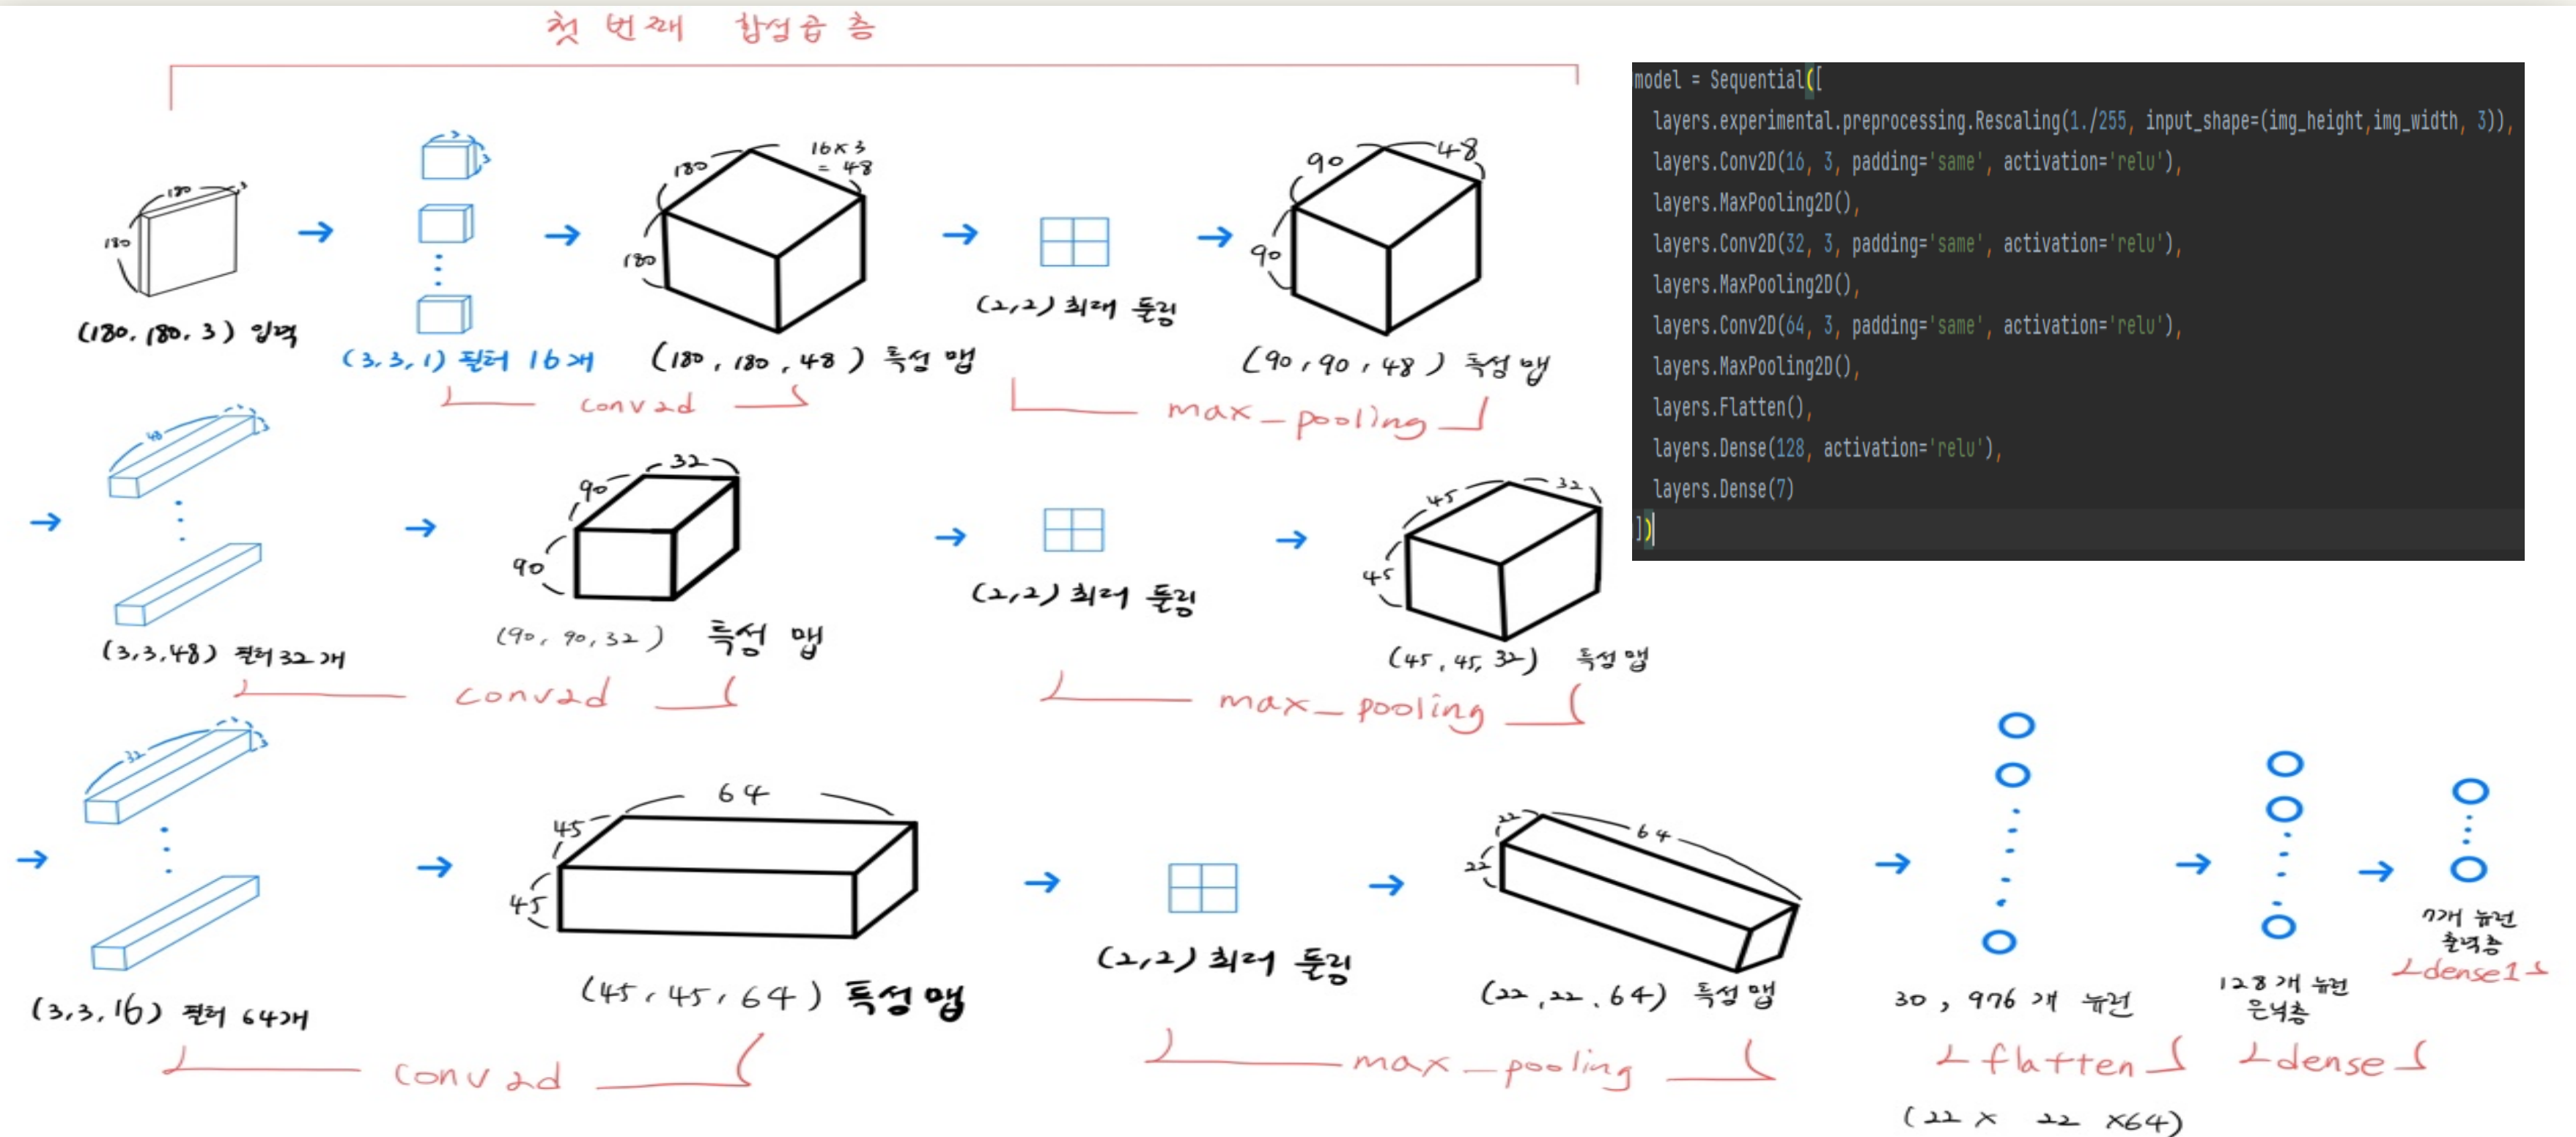 첫 번째 합성곱 층
180
3
180
(180, 180, 3) 입력
3
3
(3, 3, 1) 필터 16개
conv2d
180
16×3
= 48
180
(180, 180, 48) 특성 맵
(2,2) 최대 풀링
max_pooling
90
48
90
(90, 90, 48) 특성 맵
model = Sequential([
layers.experimental.preprocessing.Rescaling(1./255, input_shape=(img_height,img_width, 3)),
layers.Conv2D(16, 3, padding='same', activation='relu'),
layers.MaxPooling2D(),
layers.Conv2D(32, 3, padding='same', activation='relu'),
layers.MaxPooling2D(),
layers.Conv2D(64, 3, padding='same', activation='relu'),
layers.MaxPooling2D(),
layers.Flatten(),
layers.Dense(128, activation='relu'),
layers.Dense(7)
])
48
3
3
(3,3,48) 필터 32개
conv2d
90
32
90
(90, 90, 32) 특성 맵
(2,2) 최대 풀링
max_pooling
45
32
45
(45, 45, 32) 특성 맵
32
3
3
(3,3,16) 필터 64개
conv2d
45
64
45
(45, 45, 64) 특성 맵
(2,2) 최대 풀링
max_pooling
22
64
22
(22, 22, 64) 특성 맵
30, 976 개 뉴런
flatten
(22 × 22 ×64)
128개 뉴런
은닉층
dense
7개 뉴런
출력층
dense1